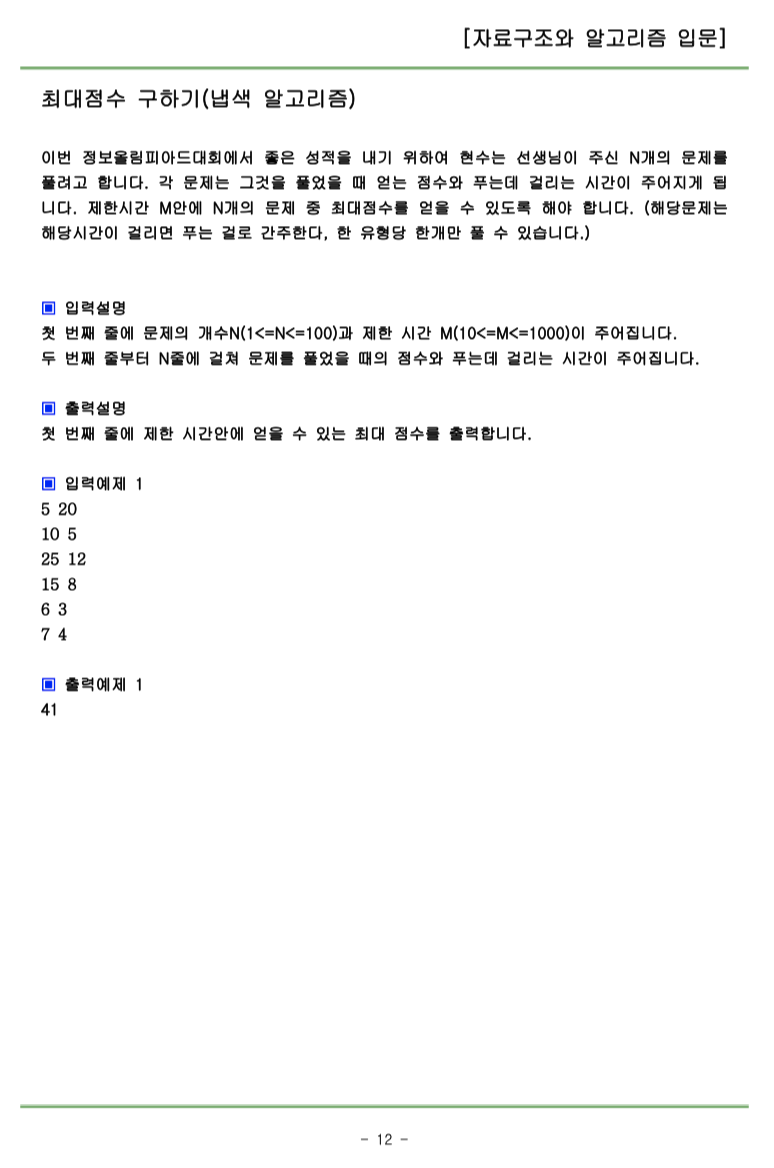 [자료구조와 알고리즘 입문]
최대점수 구하기(냅색 알고리즘)
이번 정보올림피아드대회에서 좋은 성적을 내기 위하여 현수는 선생님이 주신 N개의 문제를
풀려고 합니다. 각 문제는 그것을 풀었을 때 얻는 점수와 푸는데 걸리는 시간이 주어지게 됩
니다. 제한시간 M안에 N개의 문제 중 최대점수를 얻을 수 있도록 해야 합니다. (해당문제는
해당시간이 걸리면 푸는 걸로 간주한다, 한 유형당 한개만 풀 수 있습니다.)
▣ 입력설명
첫 번째 줄에 문제의 개수N(1<=N<=100)과 제한 시간 M(10<=M<=1000)이 주어집니다.
두 번째 줄부터 N줄에 걸쳐 문제를 풀었을 때의 점수와 푸는데 걸리는 시간이 주어집니다.
▣ 출력설명
첫 번째 줄에 제한 시간안에 얻을 수 있는 최대 점수를 출력합니다.
▣ 입력예제 1
5 20
10 5
25 12
15 8
6 3
7 4
▣ 출력예제 1
41
- 12 -